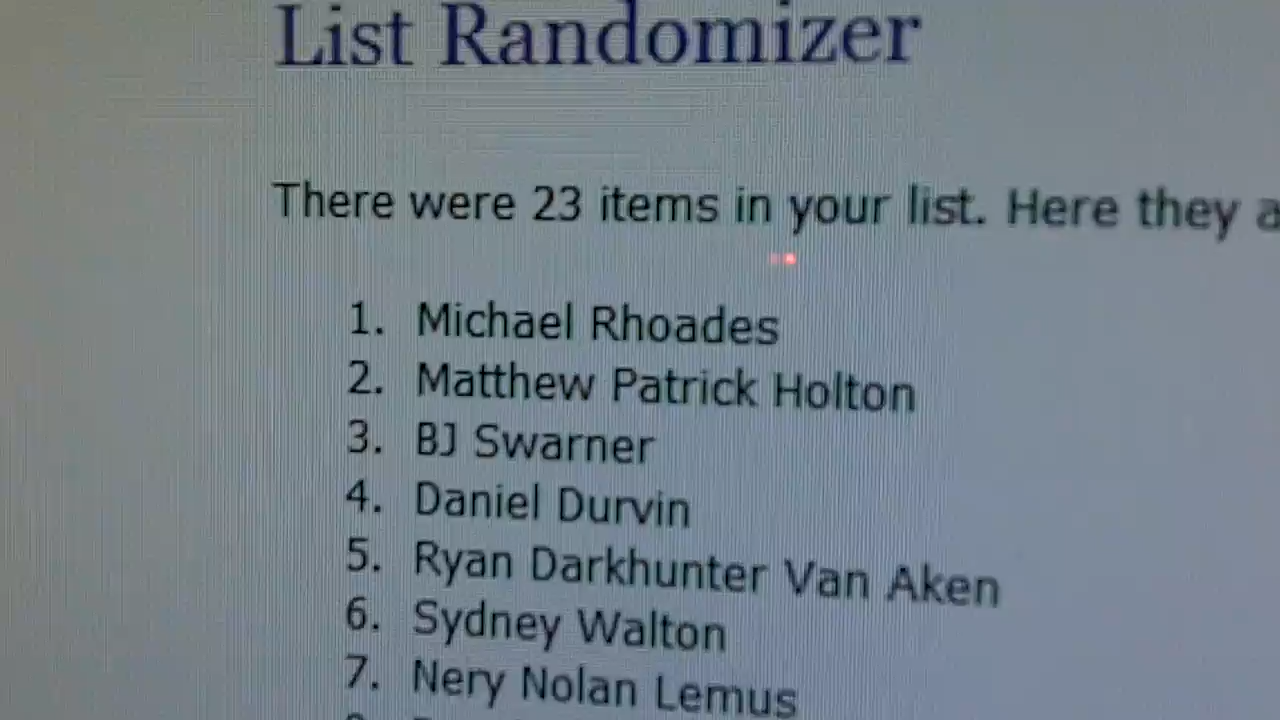 List Randomizer
There were 23 items in your list. Here they a
1. Michael Rhoades
2. Matthew Patrick Holton
3. BJ Swarner
4. Daniel Durvin
5. Ryan Darkhunter Van Aken
6. Sydney Walton
7. Nery Nolan Lemus